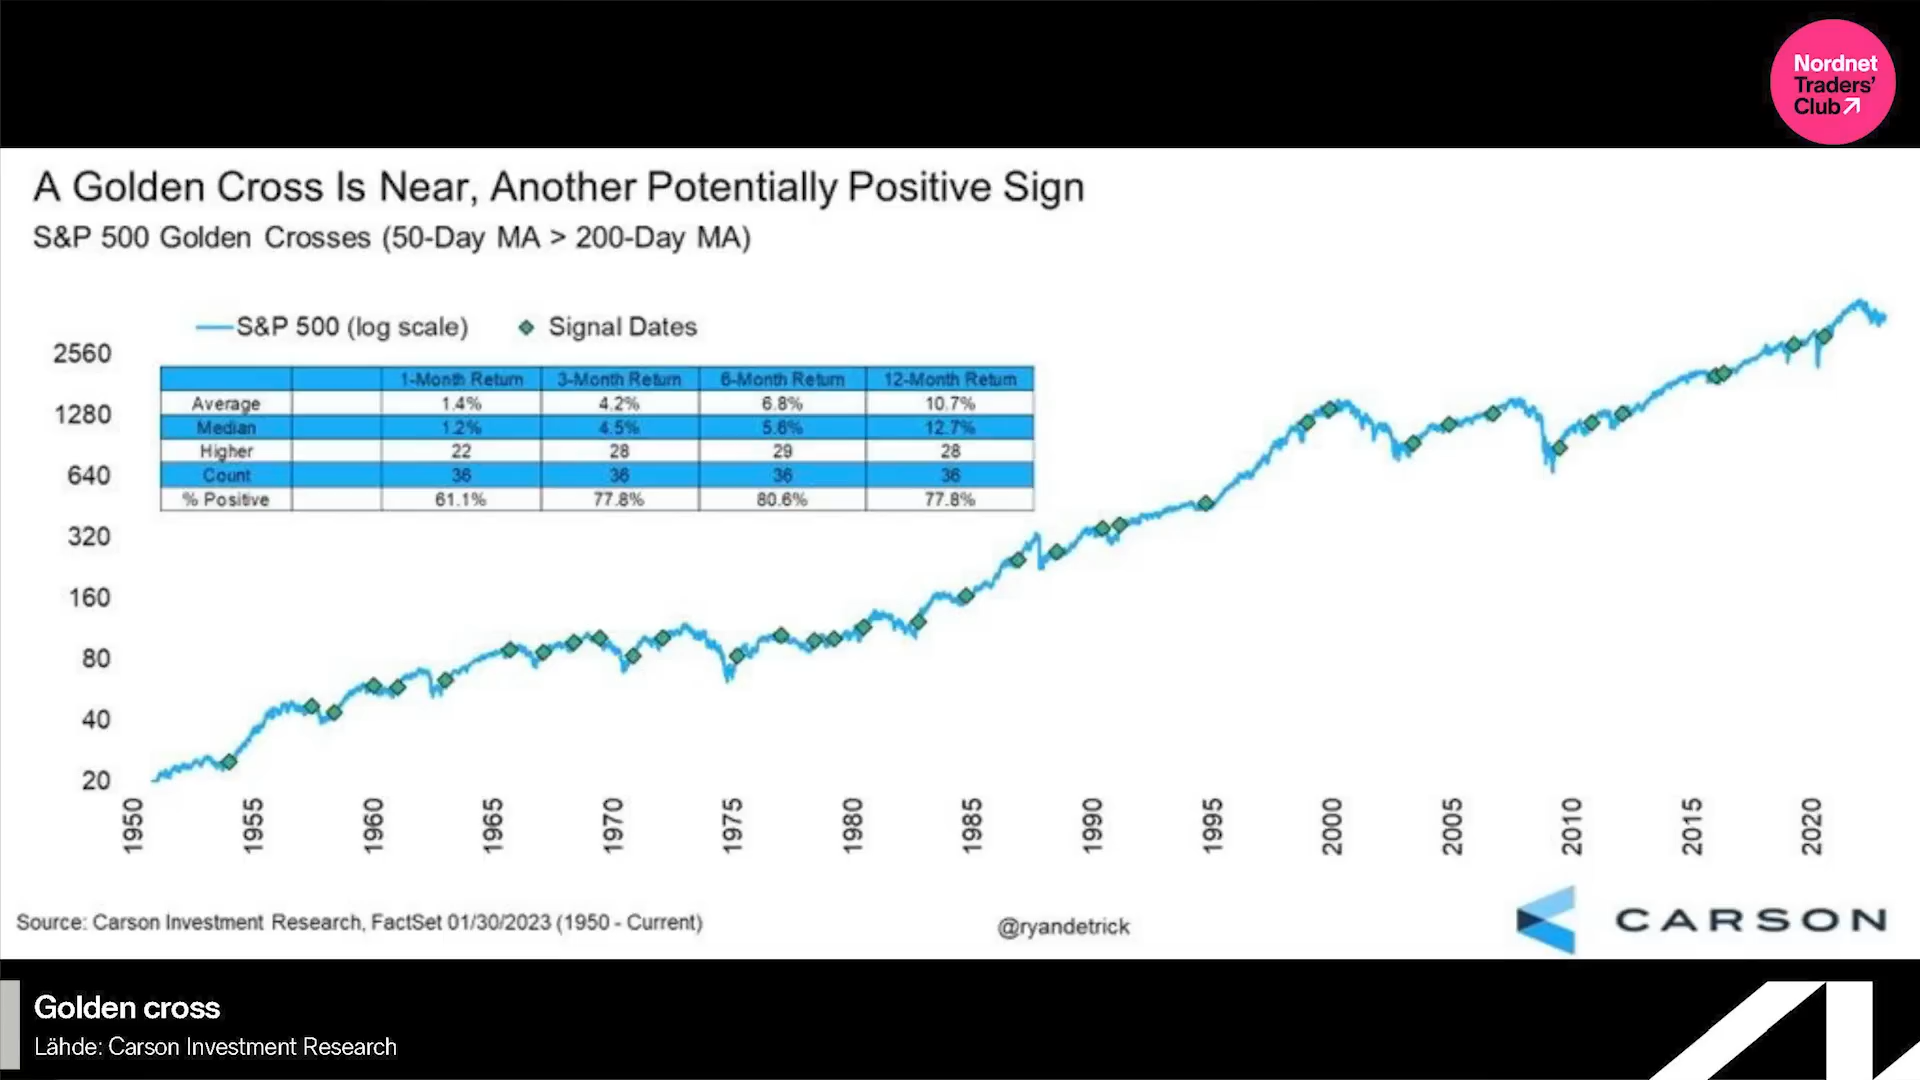 Nordnet
Traders'
Club
A Golden Cross Is Near, Another Potentially Positive Sign
S&P 500 Golden Crosses (50-Day MA > 200-Day MA)
S&P 500 (log scale) Signal Dates
1-Month Return 3-Month Return 6-Month Return 12-Month Return
Average 1.4% 4.2% 6.8% 10.7%
Median 1.2% 4.5% 5.6% 12.7%
Higher 22 28 29 28
Count 36 36 36 36
% Positive 61.1% 77.8% 80.6% 77.8%
2560
1280
640
320
160
80
40
20
1950 1955 1960 1965 1970 1975 1980 1985 1990 1995 2000 2005 2010 2015 2020
Source: Carson Investment Research, FactSet 01/30/2023 (1950 - Current)
@ryandetrick
CARSON
Golden cross
Lähde: Carson Investment Research